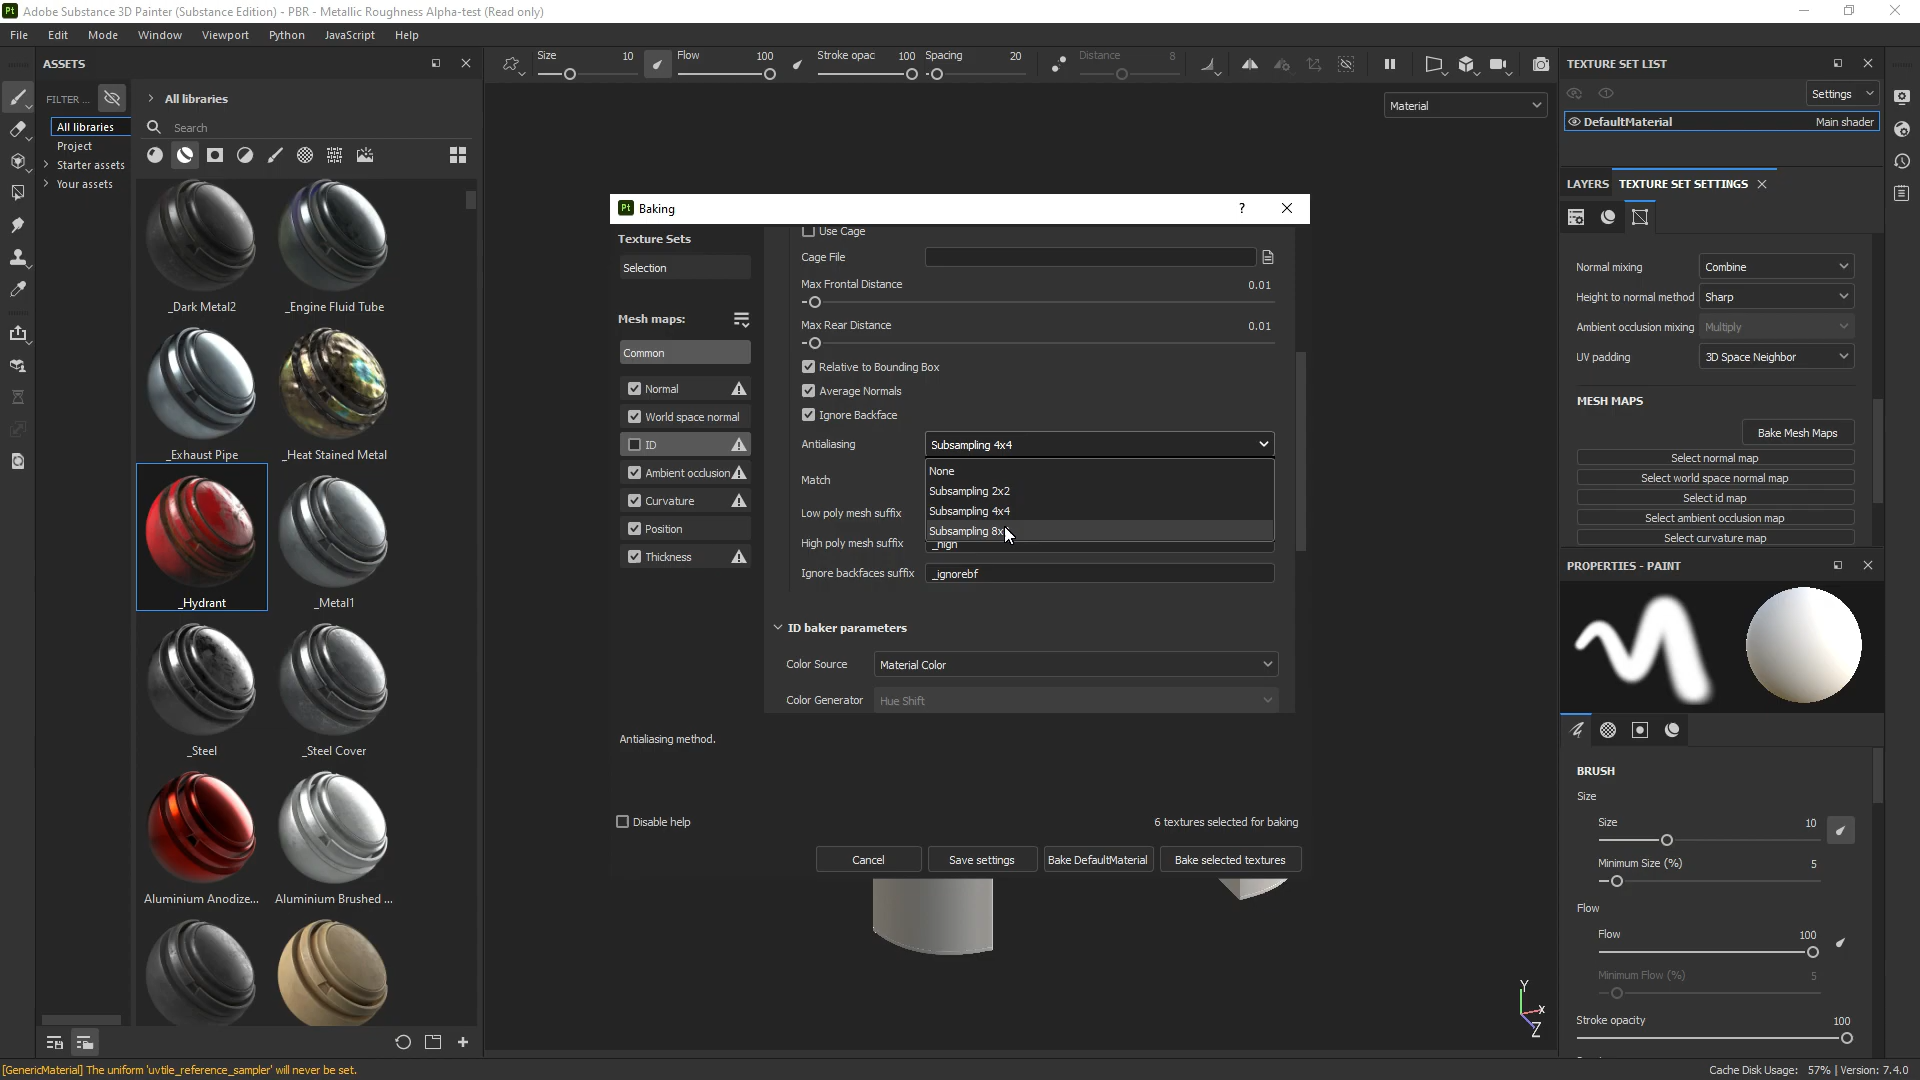 Adobe Substance 3D Painter (Substance Edition) - PBR - Metallic Roughness Alpha-test (Read only)
File Edit Mode Window Viewport Python JavaScript Help
ASSETS
Size 10 Flow 100 Stroke opac 100 Spacing 20 Distance 8
FILTER ...
All libraries
Search
All libraries
Project
Starter assets
Your assets
_Dark Metal2
_Engine Fluid Tube
_Exhaust Pipe
_Heat Stained Metal
_Hydrant
_Metal1
_Steel
_Steel Cover
Aluminium Anodize...
Aluminium Brushed ...
Material
Baking
?
Texture Sets
Selection
Mesh maps:
Common
Normal
World space normal
ID
Ambient occlusion
Curvature
Position
Thickness
Use Cage
Cage File
Max Frontal Distance 0.01
Max Rear Distance 0.01
Relative to Bounding Box
Average Normals
Ignore Backface
Antialiasing Subsampling 4x4
None
Subsampling 2x2
Subsampling 4x4
Match
Low poly mesh suffix
High poly mesh suffix _high
Ignore backfaces suffix _ignorebf
ID baker parameters
Color Source Material Color
Color Generator Hue Shift
Antialiasing method.
Disable help
6 textures selected for baking
Cancel Save settings Bake DefaultMaterial Bake selected textures
Y
X
Z
TEXTURE SET LIST
Settings
DefaultMaterial Main shader
LAYERS TEXTURE SET SETTINGS
Normal mixing Combine
Height to normal method Sharp
Ambient occlusion mixing Multiply
UV padding 3D Space Neighbor
MESH MAPS
Bake Mesh Maps
Select normal map
Select world space normal map
Select id map
Select ambient occlusion map
Select curvature map
PROPERTIES - PAINT
BRUSH
Size
Size 10
Minimum Size (%) 5
Flow
Flow 100
Minimum Flow (%) 5
Stroke opacity 100
[GenericMaterial] The uniform 'uvtile_reference_sampler' will never be set.
Cache Disk Usage: 57% | Version: 7.4.0